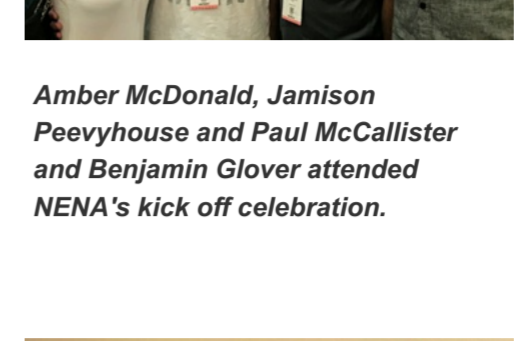 Amber McDonald, Jamison
Peevyhouse and Paul McCallister
and Benjamin Glover attended
NENA's kick off celebration.